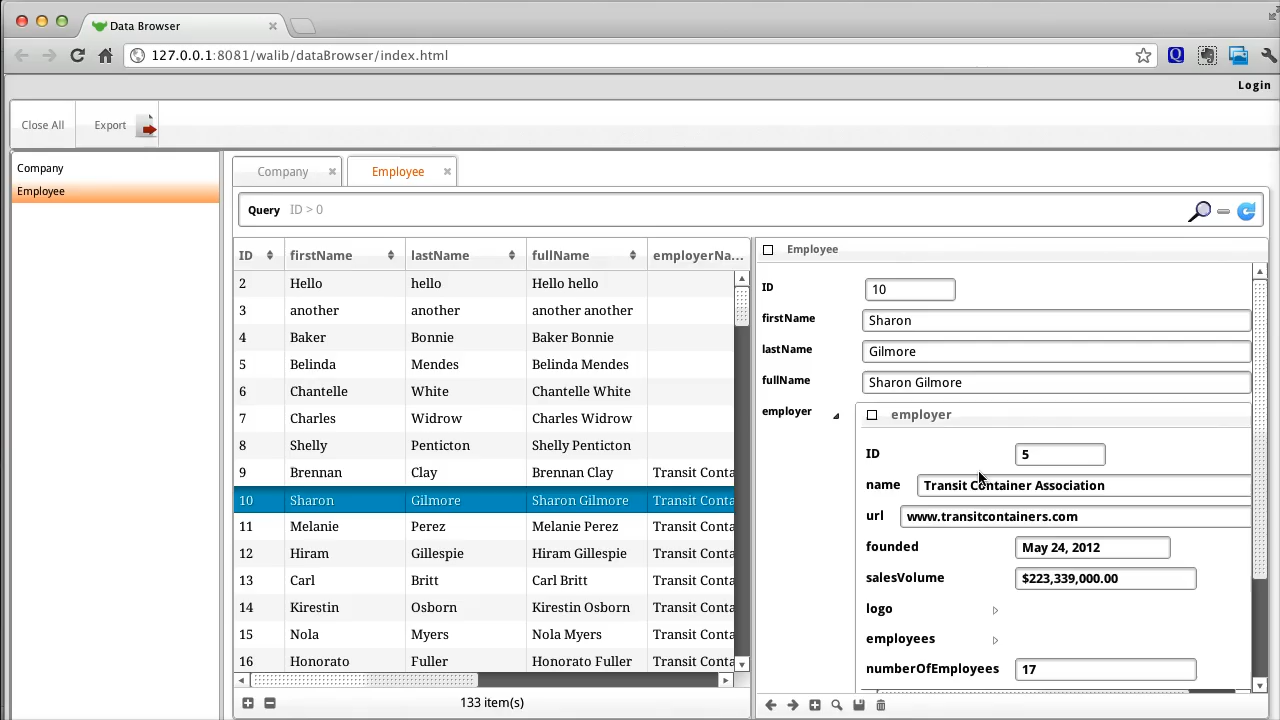 Data Browser
127.0.0.1:8081/walib/dataBrowser/index.html
Login
Close All Export
Company
Employee
Company Employee
Query ID > 0
ID firstName lastName fullName employerNa...
2 Hello hello Hello hello
3 another another another another
4 Baker Bonnie Baker Bonnie
5 Belinda Mendes Belinda Mendes
6 Chantelle White Chantelle White
7 Charles Widrow Charles Widrow
8 Shelly Penticton Shelly Penticton
9 Brennan Clay Brennan Clay Transit Conta
10 Sharon Gilmore Sharon Gilmore Transit Conta
11 Melanie Perez Melanie Perez Transit Conta
12 Hiram Gillespie Hiram Gillespie Transit Conta
13 Carl Britt Carl Britt Transit Conta
14 Kirestin Osborn Kirestin Osborn Transit Conta
15 Nola Myers Nola Myers Transit Conta
16 Honorato Fuller Honorato Fuller Transit Conta
133 item(s)
Employee
ID 10
firstName Sharon
lastName Gilmore
fullName Sharon Gilmore
employer employer
ID 5
name Transit Container Association
url www.transitcontainers.com
founded May 24, 2012
salesVolume $223,339,000.00
logo
employees
numberOfEmployees 17